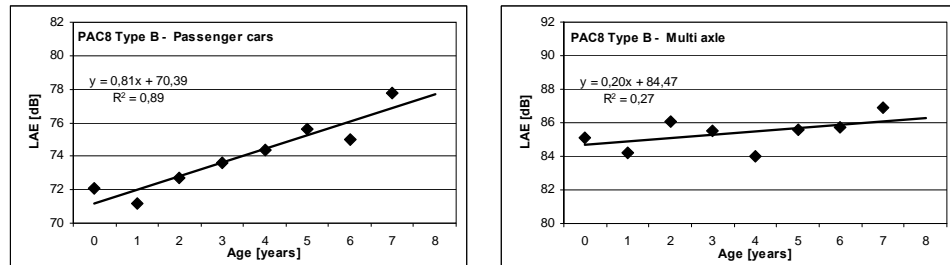 PAC8 Type B - Passenger cars
y = 0,81x + 70,39
R² = 0,89
LAE [dB]
82
80
78
76
74
72
70
0 1 2 3 4 5 6 7 8
Age [years]
PAC8 Type B - Multi axle
y = 0,20x + 84,47
R² = 0,27
LAE [dB]
92
90
88
86
84
82
80
0 1 2 3 4 5 6 7 8
Age [years]